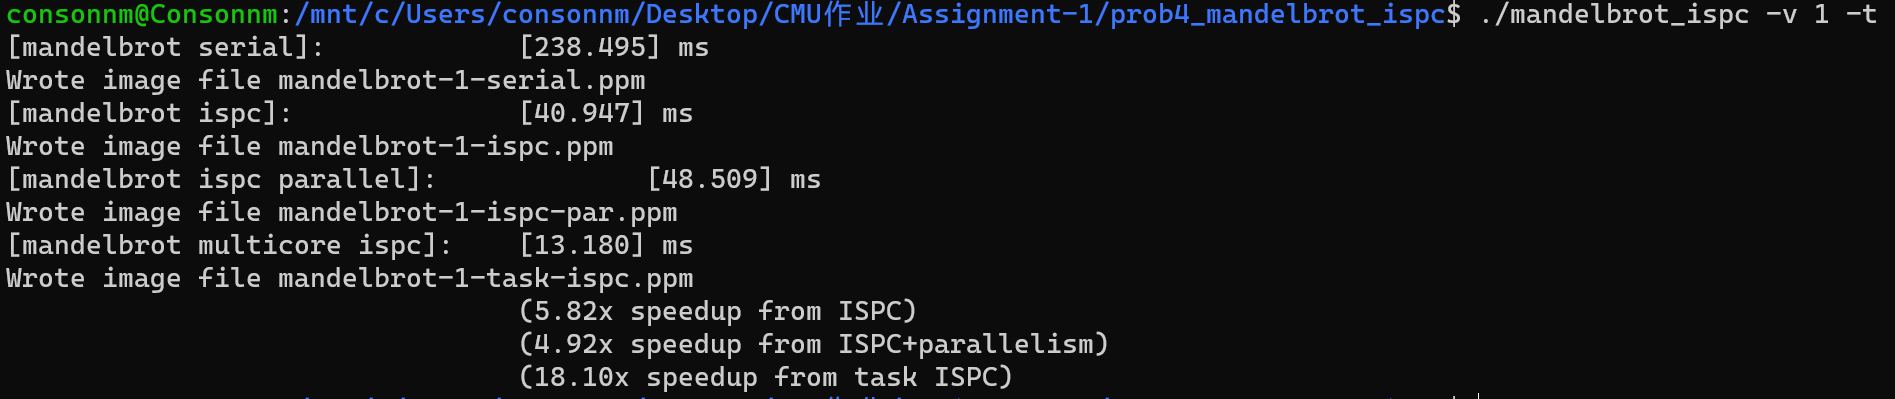 consonnm@Consonnm:/mnt/c/Users/consonnm/Desktop/CMU作业/Assignment-1/prob4_mandelbrot_ispc$ ./mandelbrot_ispc -v 1 -t
[mandelbrot serial]:            [238.495] ms
Wrote image file mandelbrot-1-serial.ppm
[mandelbrot ispc]:              [40.947] ms
Wrote image file mandelbrot-1-ispc.ppm
[mandelbrot ispc parallel]:             [48.509] ms
Wrote image file mandelbrot-1-ispc-par.ppm
[mandelbrot multicore ispc]:    [13.180] ms
Wrote image file mandelbrot-1-task-ispc.ppm
                                (5.82x speedup from ISPC)
                                (4.92x speedup from ISPC+parallelism)
                                (18.10x speedup from task ISPC)